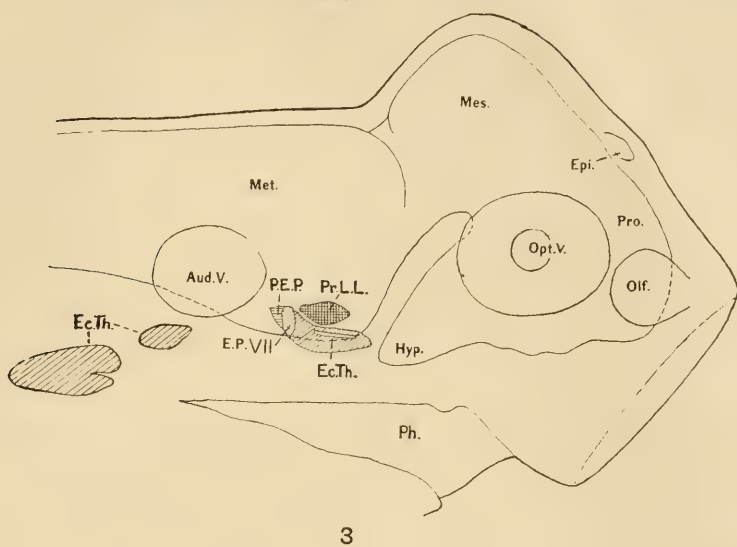 Mes.
Epi.
Met.
Pro.
Opt.V.
Aud.V.
Olf.
P.E.P.
Pr.L.L.
Ec.Th.
E.P.VII
Hyp.
Ec.Th.
Ph.
3